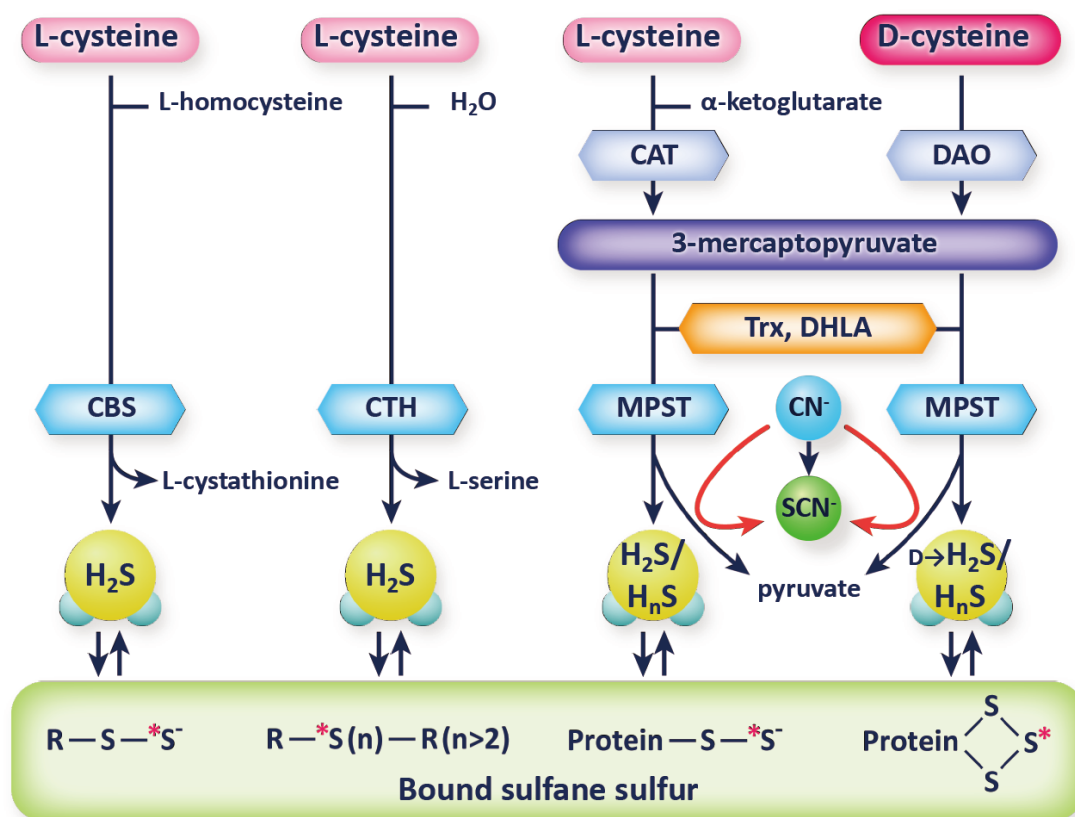 L-cysteine
L-cysteine
L-cysteine
D-cysteine
L-homocysteine
H₂O
α-ketoglutarate
CAT
DAO
3-mercaptopyruvate
Trx, DHLA
CBS
CTH
MPST
CN⁻
MPST
L-cystathionine
L-serine
SCN⁻
H₂S
H₂S
H₂S/
HₙS
pyruvate
D→H₂S/
HₙS
R—S—*S⁻
R—*S(n)—R(n>2)
Protein—S—*S⁻
Protein S S S*
Bound sulfane sulfur